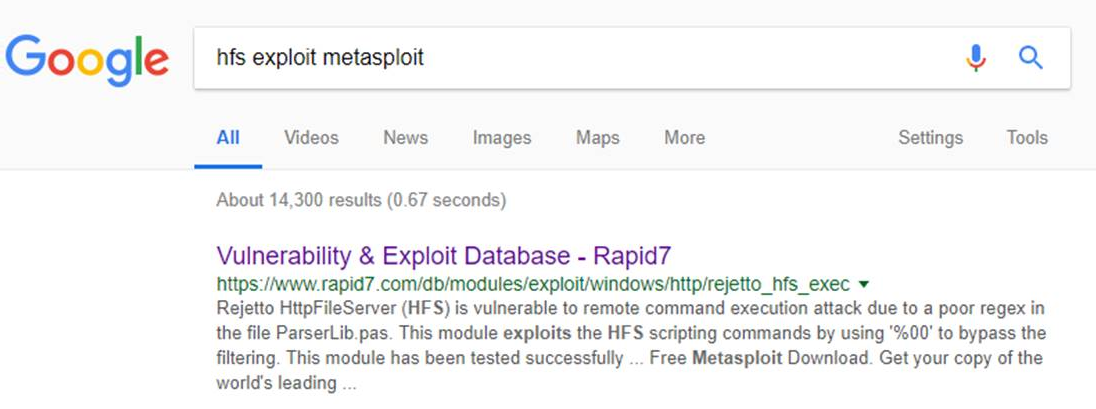 Google
hfs exploit metasploit
All Videos News Images Maps More Settings Tools
About 14,300 results (0.67 seconds)
Vulnerability & Exploit Database - Rapid7
https://www.rapid7.com/db/modules/exploit/windows/http/rejetto_hfs_exec
Rejetto HttpFileServer (HFS) is vulnerable to remote command execution attack due to a poor regex in
the file ParserLib.pas. This module exploits the HFS scripting commands by using '%00' to bypass the
filtering. This module has been tested successfully ... Free Metasploit Download. Get your copy of the
world's leading ...